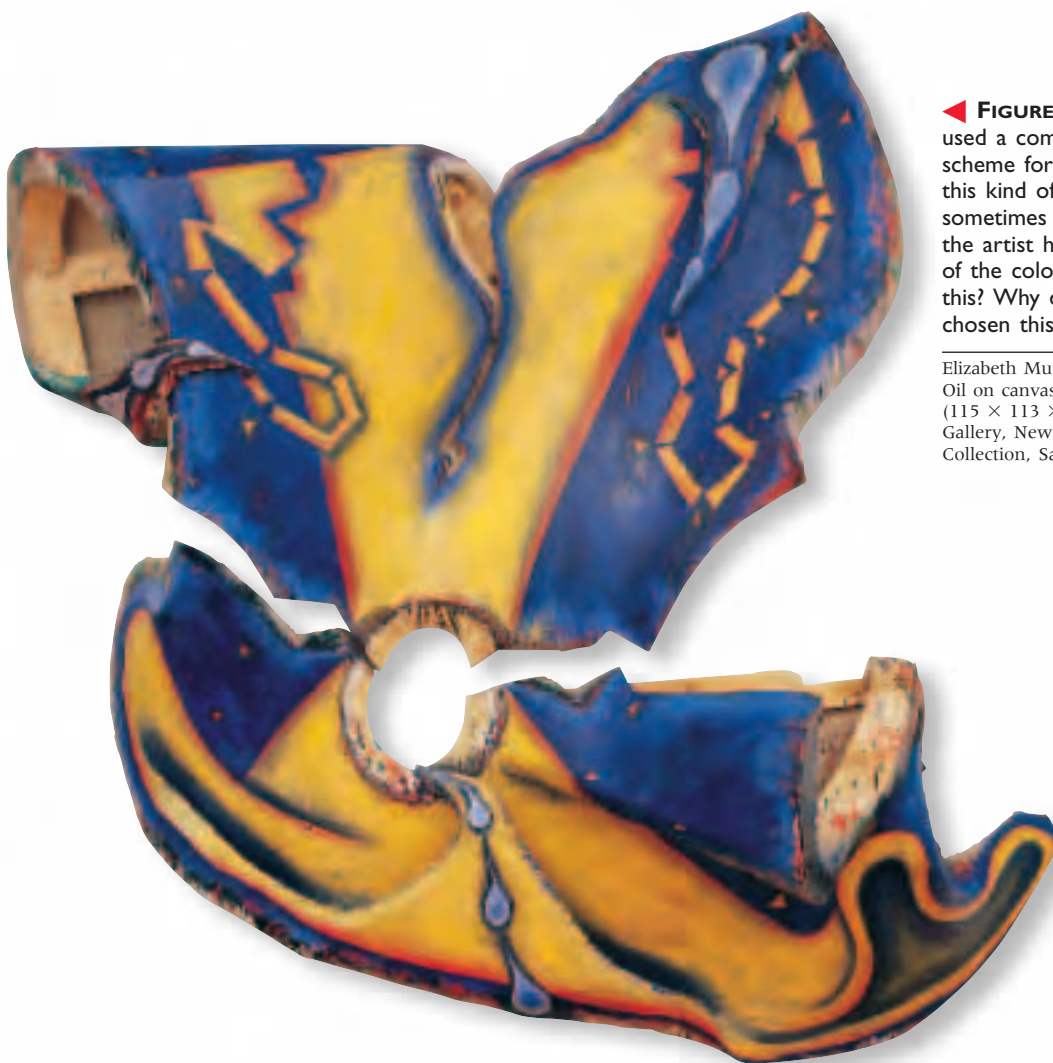 ◀ FIGURE
used a com
scheme for
this kind of
sometimes
the artist h
of the colo
this? Why d
chosen this
Elizabeth Mu
Oil on canvas
(115 × 113 ×
Gallery, New
Collection, Sa